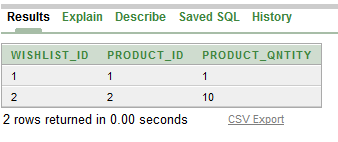 Results Explain Describe Saved SQL History
WISHLIST_ID PRODUCT_ID PRODUCT_QNTITY
1 1 1
2 2 10
2 rows returned in 0.00 seconds CSV Export